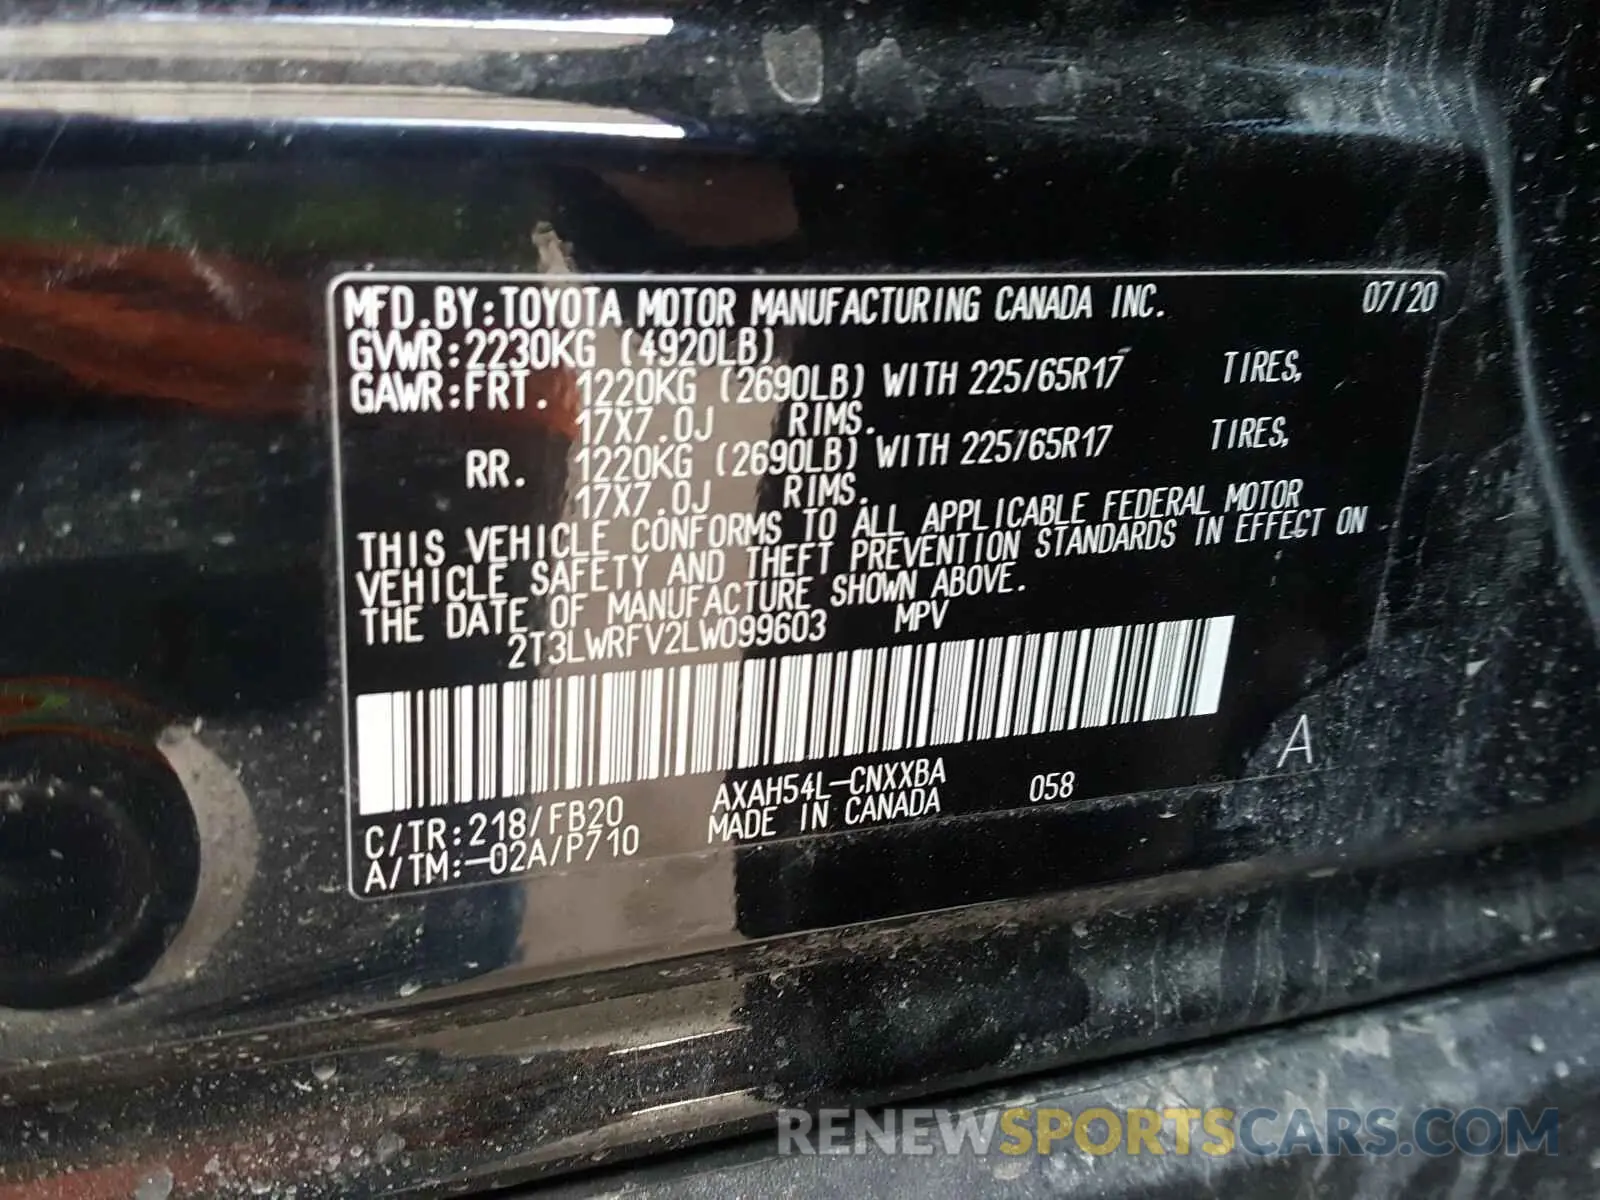 MFD.BY:TOYOTA MOTOR MANUFACTURING CANADA INC. 07/20
GVWR:2230KG (4920LB)
GAWR:FRT. 1220KG (2690LB) WITH 225/65R17 TIRES,
17X7.0J RIMS.
RR. 1220KG (2690LB) WITH 225/65R17 TIRES,
17X7.0J RIMS.
THIS VEHICLE CONFORMS TO ALL APPLICABLE FEDERAL MOTOR
VEHICLE SAFETY AND THEFT PREVENTION STANDARDS IN EFFECT ON
THE DATE OF MANUFACTURE SHOWN ABOVE.
2T3LWRFV2LW099603 MPV
A
C/TR:218/FB20 AXAH54L-CNXXBA 058
A/TM:-02A/P710 MADE IN CANADA
RENEWSPORTSCARS.COM